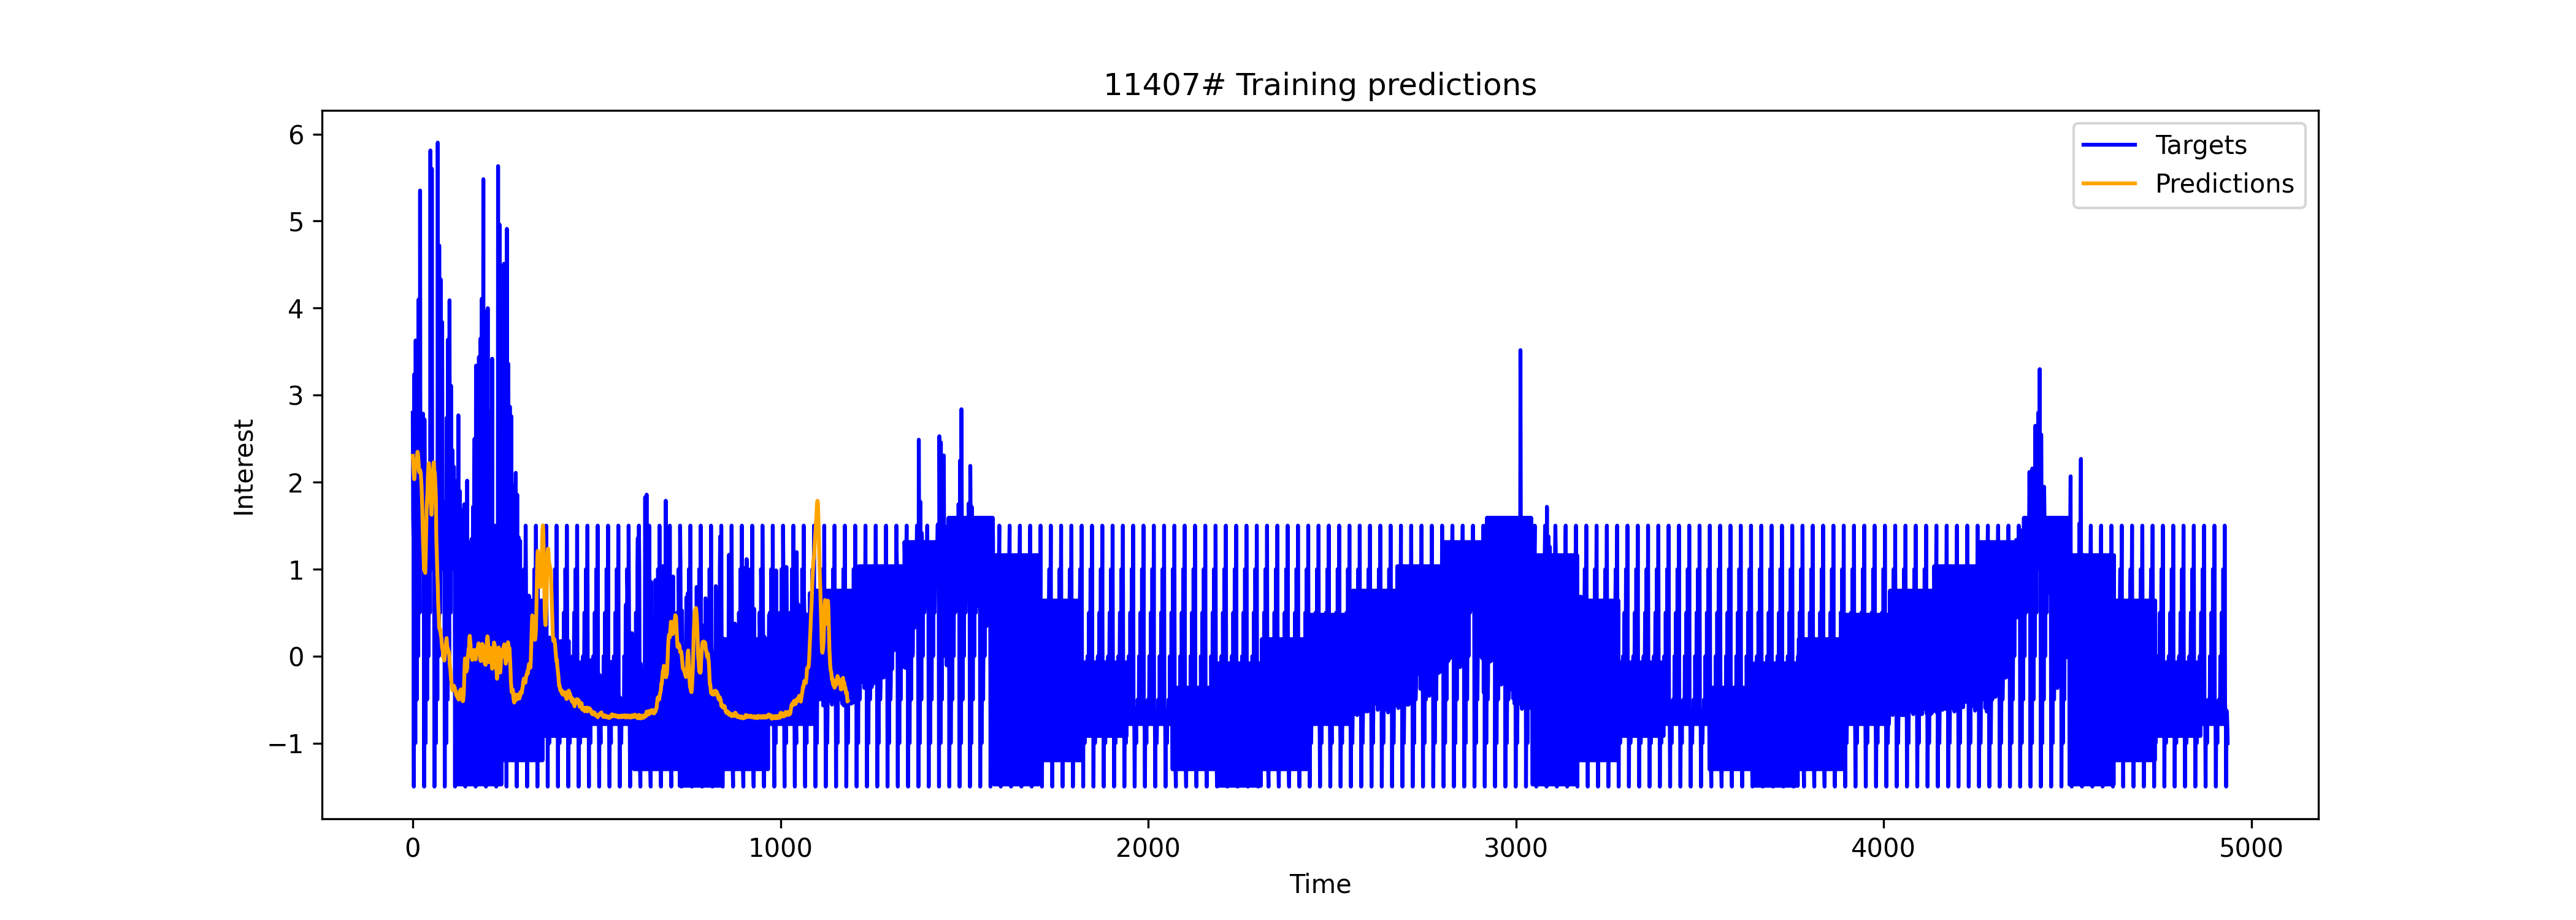 11407# Training predictions
Targets
Predictions
Interest
6
5
4
3
2
1
0
−1
0 1000 2000 3000 4000 5000
Time